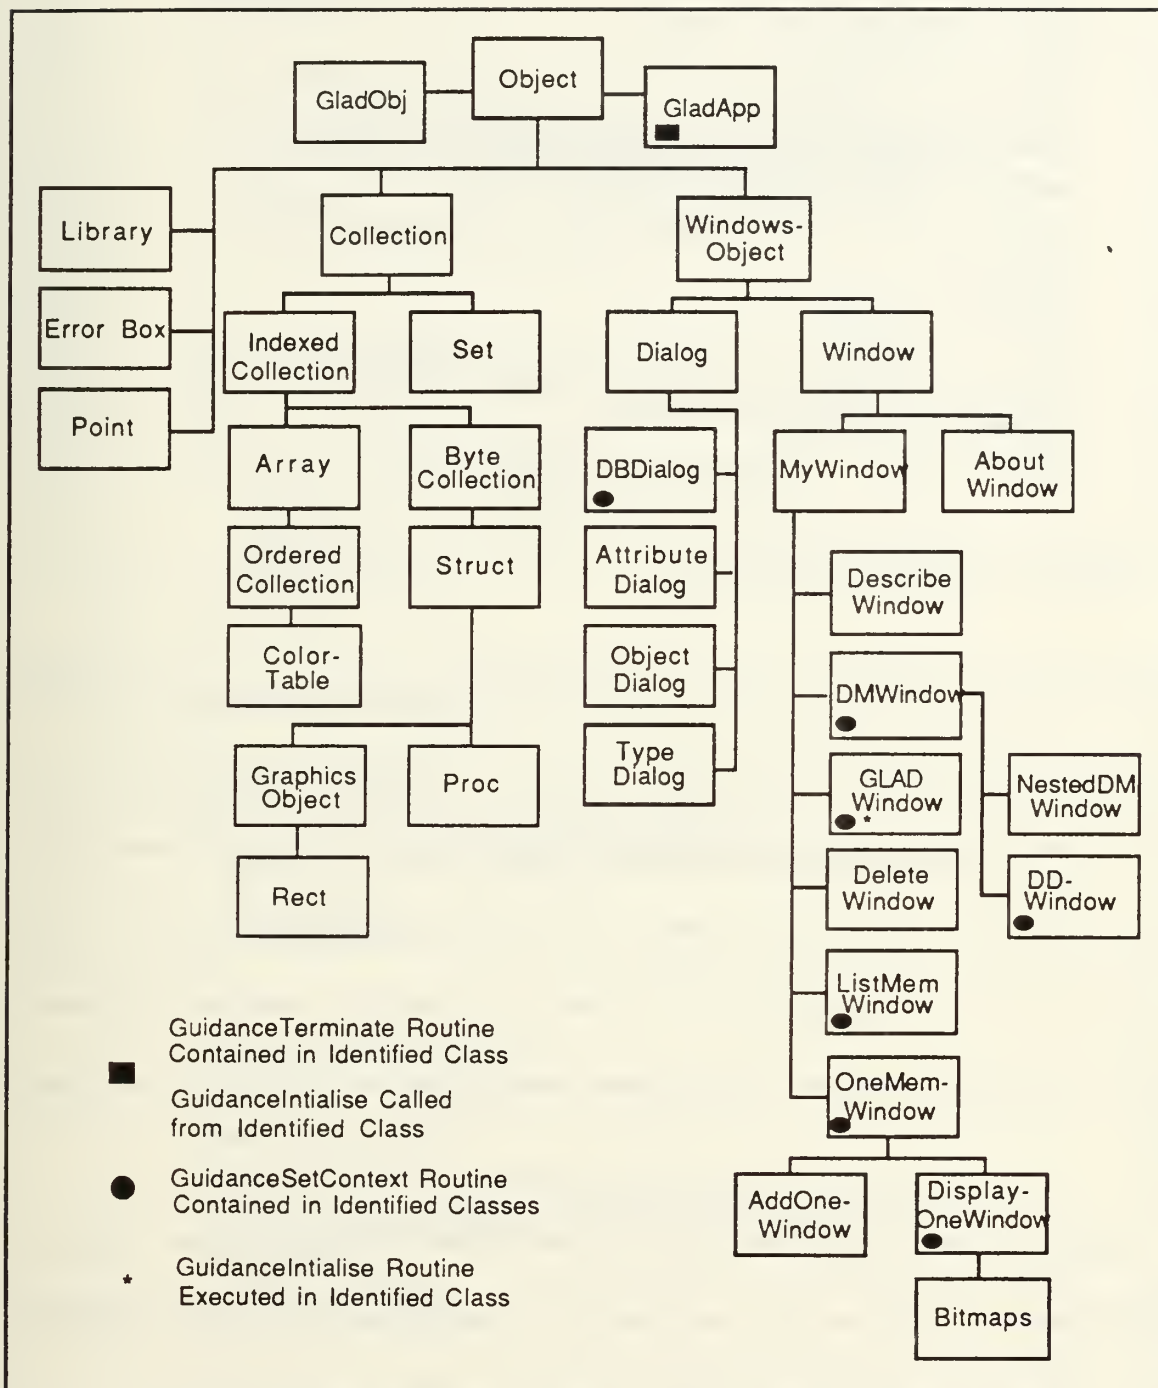 Object
GladObj
GladApp
Library
Collection
Windows-
Object
Error Box
Indexed
Collection
Set
Dialog
Window
Point
Array
Byte
Collection
DBDialog
MyWindow
About
Window
Ordered
Collection
Struct
Attribute
Dialog
Describe
Window
Color-
Table
Object
Dialog
DMWindow
Graphics
Object
Proc
Type
Dialog
GLAD
Window
*
NestedDM
Window
Rect
Delete
Window
DD-
Window
ListMem
Window
OneMem-
Window
AddOne-
Window
Display-
OneWindow
Bitmaps
GuidanceTerminate Routine
Contained in Identified Class
GuidanceIntialise Called
from Identified Class
GuidanceSetContext Routine
Contained in Identified Classes
* GuidanceIntialise Routine
Executed in Identified Class